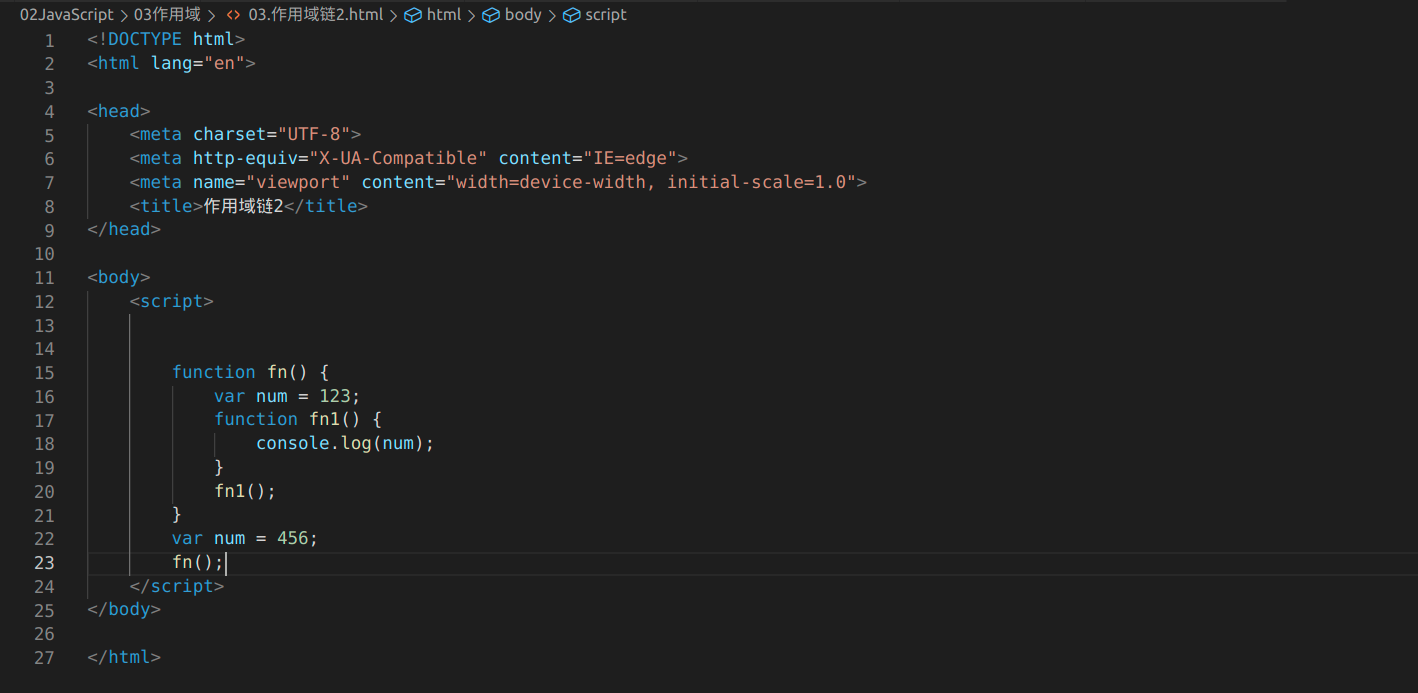 02JavaScript > 03作用域 > <> 03.作用域链2.html > html > body > script
1 <!DOCTYPE html>
2 <html lang="en">
3
4 <head>
5     <meta charset="UTF-8">
6     <meta http-equiv="X-UA-Compatible" content="IE=edge">
7     <meta name="viewport" content="width=device-width, initial-scale=1.0">
8     <title>作用域链2</title>
9 </head>
10
11 <body>
12     <script>
13
14
15         function fn() {
16             var num = 123;
17             function fn1() {
18                 console.log(num);
19             }
20             fn1();
21         }
22         var num = 456;
23         fn();
24     </script>
25 </body>
26
27 </html>